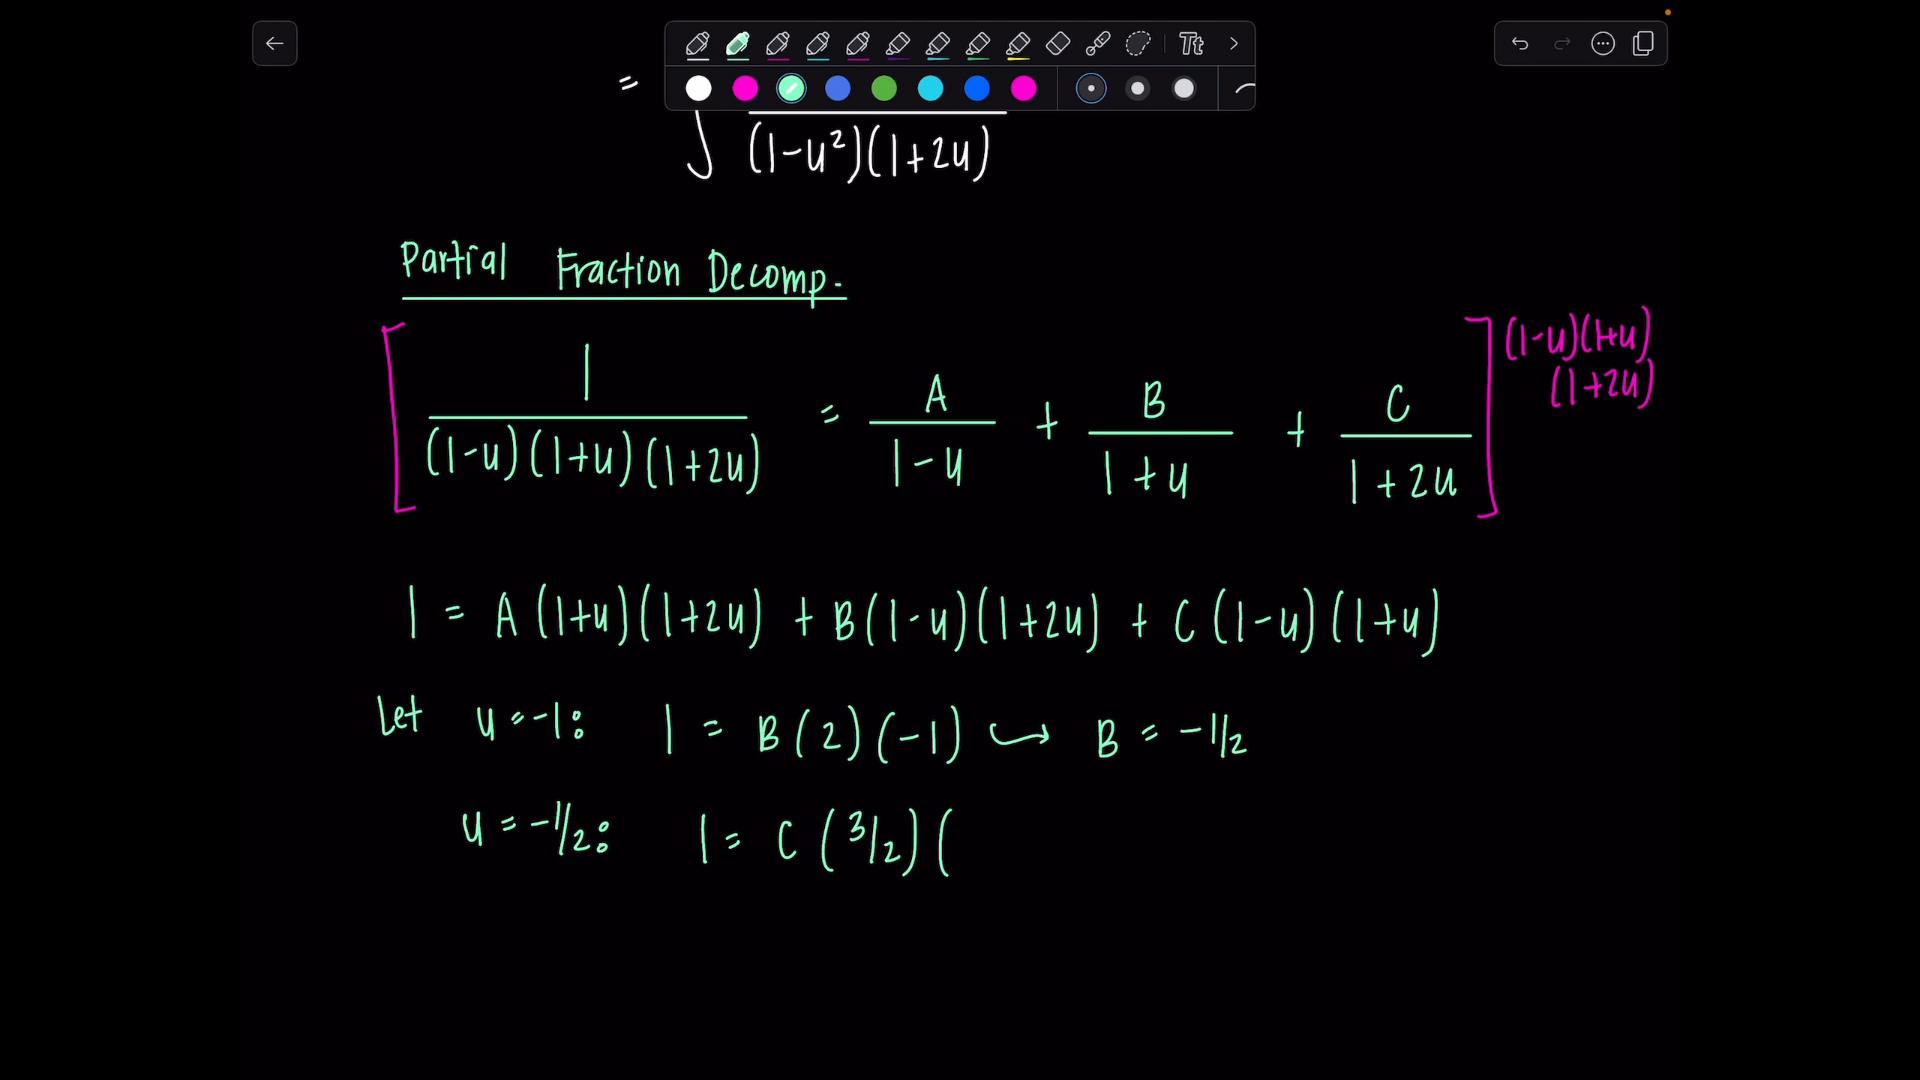 Tt
=
∫ (1-u²)(1+2u)
Partial Fraction Decomp.
[ 1/((1-u)(1+u)(1+2u)) = A/(1-u) + B/(1+u) + C/(1+2u) ] (1-u)(1+u)
(1+2u)
1 = A(1+u)(1+2u) + B(1-u)(1+2u) + C(1-u)(1+u)
Let u=-1: 1 = B(2)(-1) ⟶ B = -1/2
u=-1/2: 1 = C(3/2)(